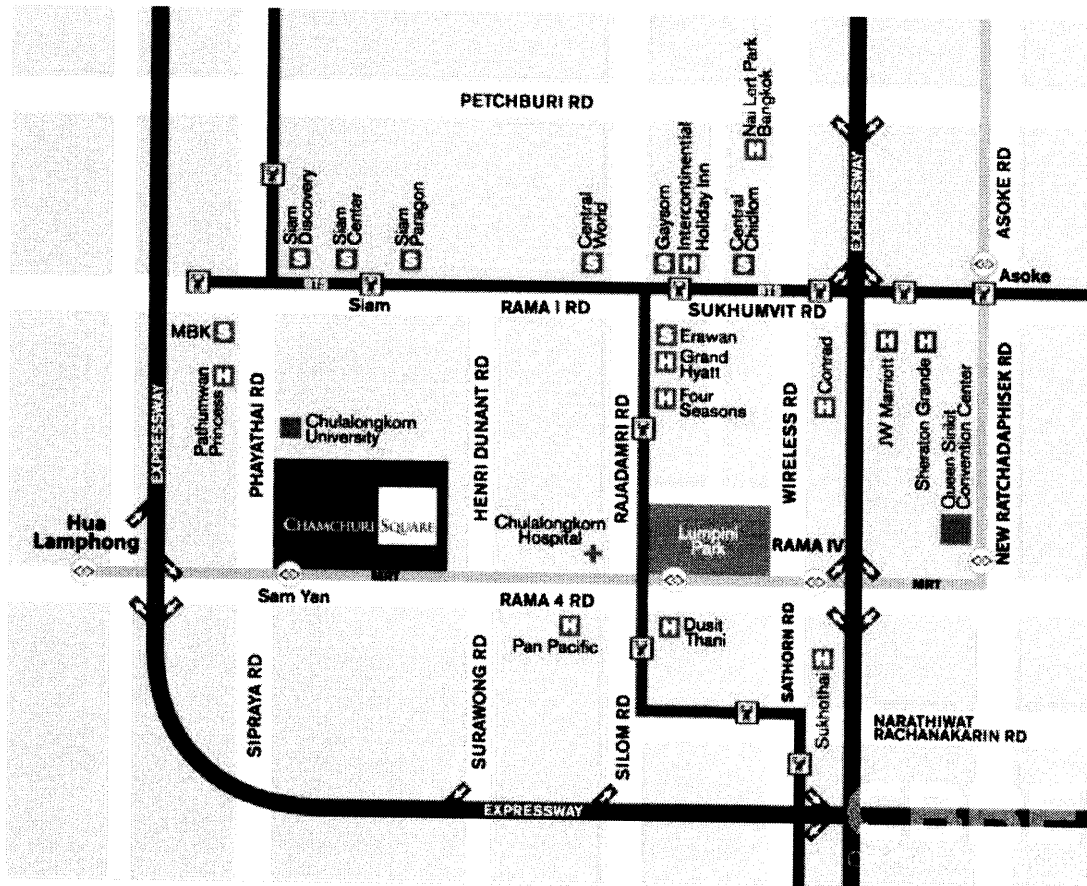 PETCHBURI RD
Nai Lert Park
Bangkok
EXPRESSWAY
ASOKE RD
Siam
Discovery
Siam
Center
Siam
Paragon
Central
World
Gaysorn
Intercontinential
Holiday Inn
Central
Chidlom
Asoke
BTS
BTS
Siam
RAMA I RD
SUKHUMVIT RD
MBK
Erawan
Grand
Hyatt
Four
Seasons
Conrad
JW Marriott
Sheraton Grande
Queen Sirikit
Convention Center
NEW RATCHADAPHISEK RD
EXPRESSWAY
Pathumwan
Princess
PHAYATHAI RD
Chulalongkorn
University
HENRI DUNANT RD
RAJADAMRI RD
WIRELESS RD
CHAMCHURI SQUARE
Chulalongkorn
Hospital
Lumpini
Park
RAMA IV
Hua
Lamphong
MRT
MRT
Sam Yan
RAMA 4 RD
Pan Pacific
Dusit
Thani
SIPRAYA RD
SURAWONG RD
SILOM RD
SATHORN RD
Sukhothai
NARATHIWAT
RACHANAKARIN RD
EXPRESSWAY